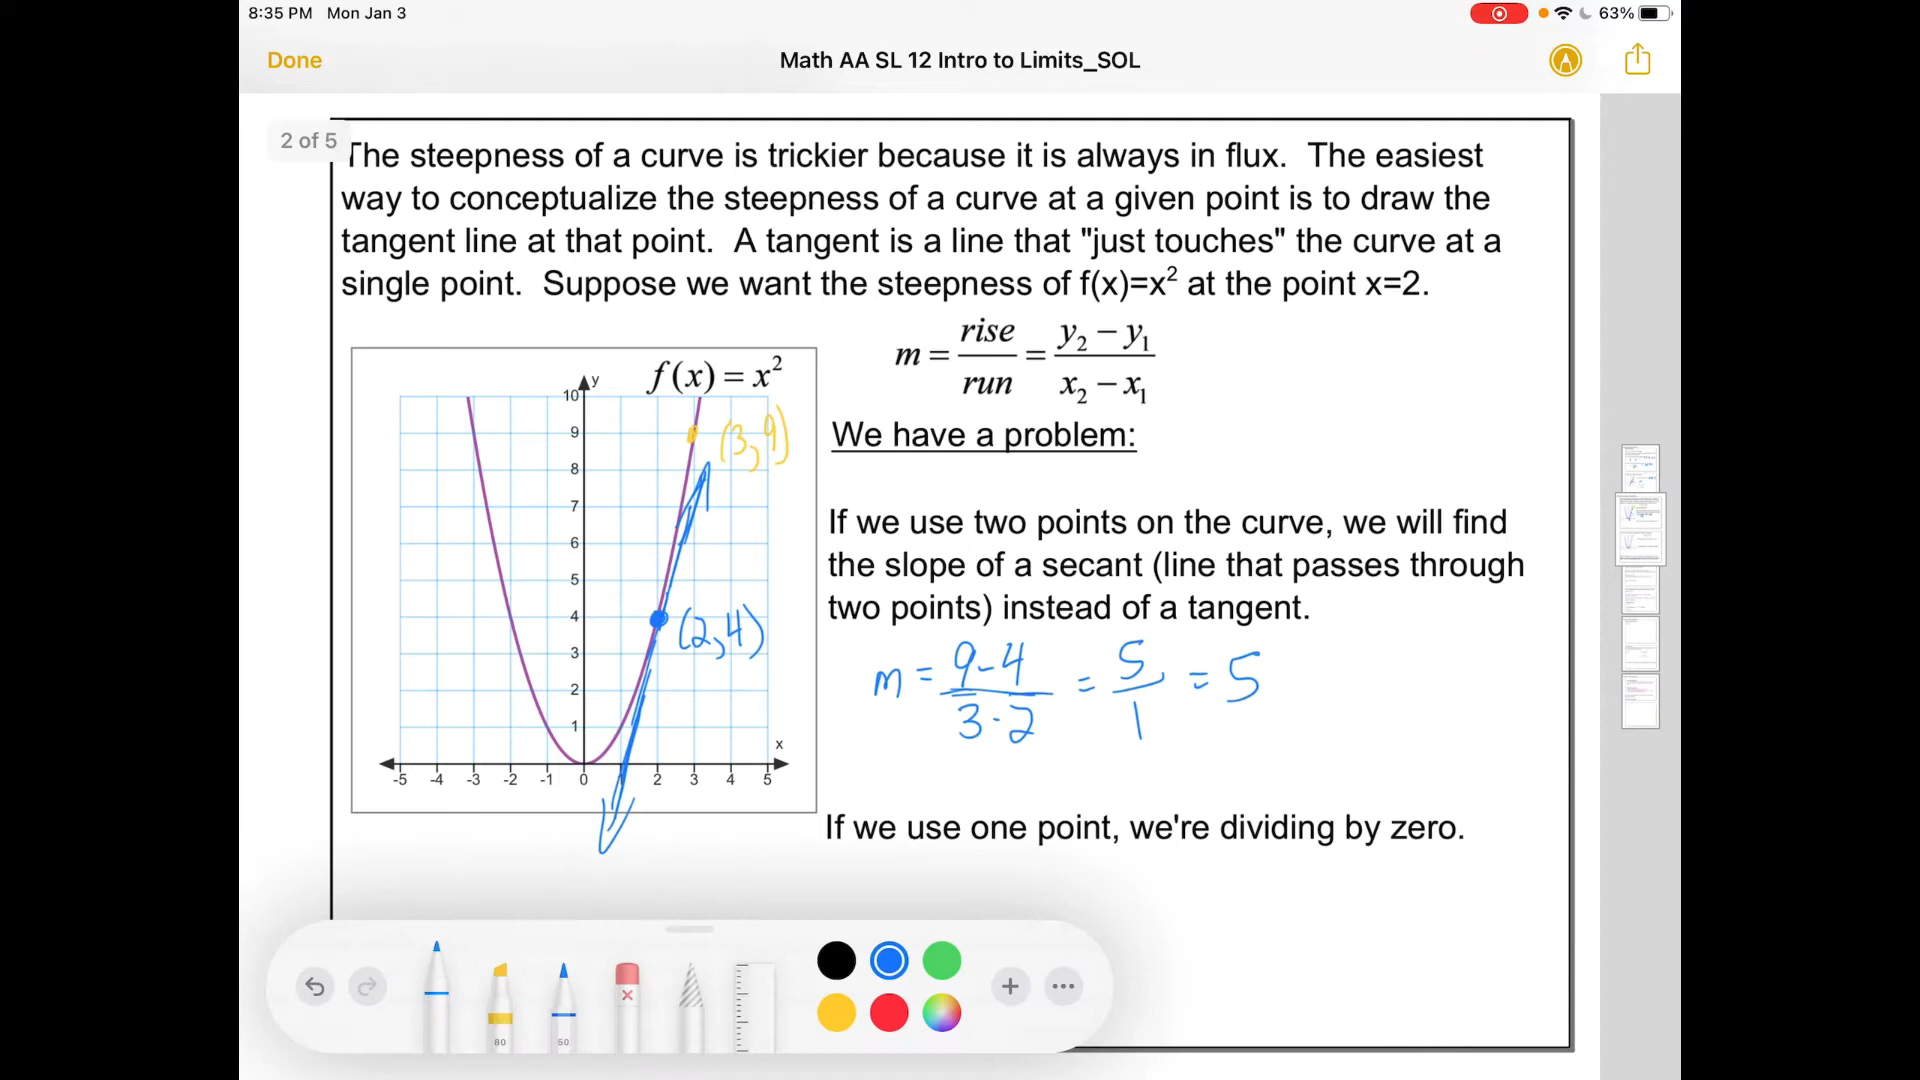 8:35 PM Mon Jan 3
63%
Done
Math AA SL 12 Intro to Limits_SOL
2 of 5
The steepness of a curve is trickier because it is always in flux. The easiest
way to conceptualize the steepness of a curve at a given point is to draw the
tangent line at that point. A tangent is a line that "just touches" the curve at a
single point. Suppose we want the steepness of f(x)=x² at the point x=2.
m = rise/run = (y₂ − y₁)/(x₂ − x₁)
f(x) = x²
y
10
9
8
7
6
5
4
3
2
1
x
-5 -4 -3 -2 -1 0 2 3 4 5
(3,9)
(2,4)
We have a problem:
If we use two points on the curve, we will find
the slope of a secant (line that passes through
two points) instead of a tangent.
m = (9-4)/(3-2) = 5/1 = 5
If we use one point, we're dividing by zero.
80
50